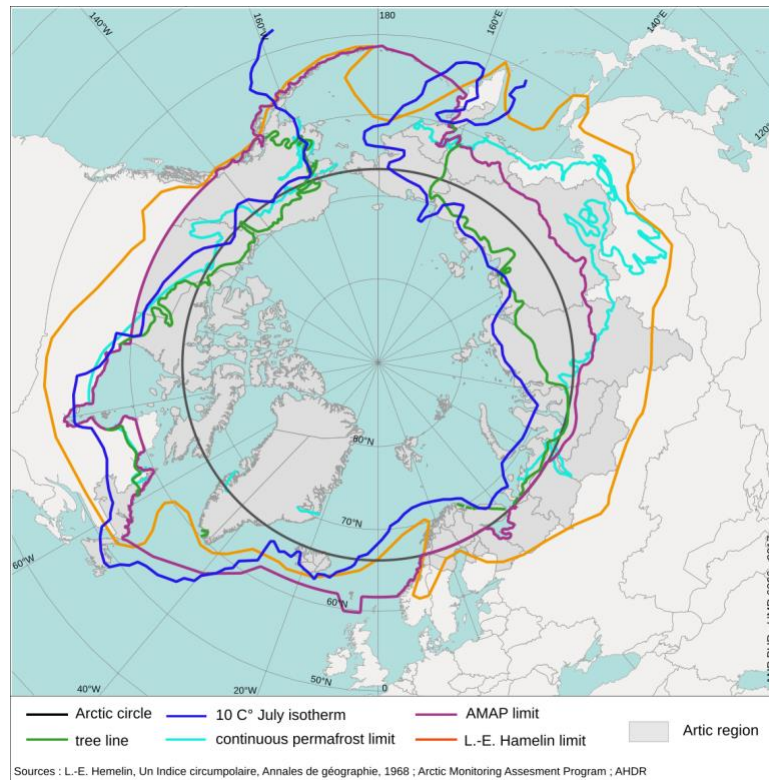 140°W
160°W
180
160°E
140°E
120°
80°N
70°N
60°N
50°N
60°W
40°W
20°W
0
Arctic circle
10 C° July isotherm
AMAP limit
tree line
continuous permafrost limit
L.-E. Hamelin limit
Artic region
Sources : L.-E. Hemelin, Un Indice circumpolaire, Annales de géographie, 1968 ; Arctic Monitoring Assesment Program ; AHDR